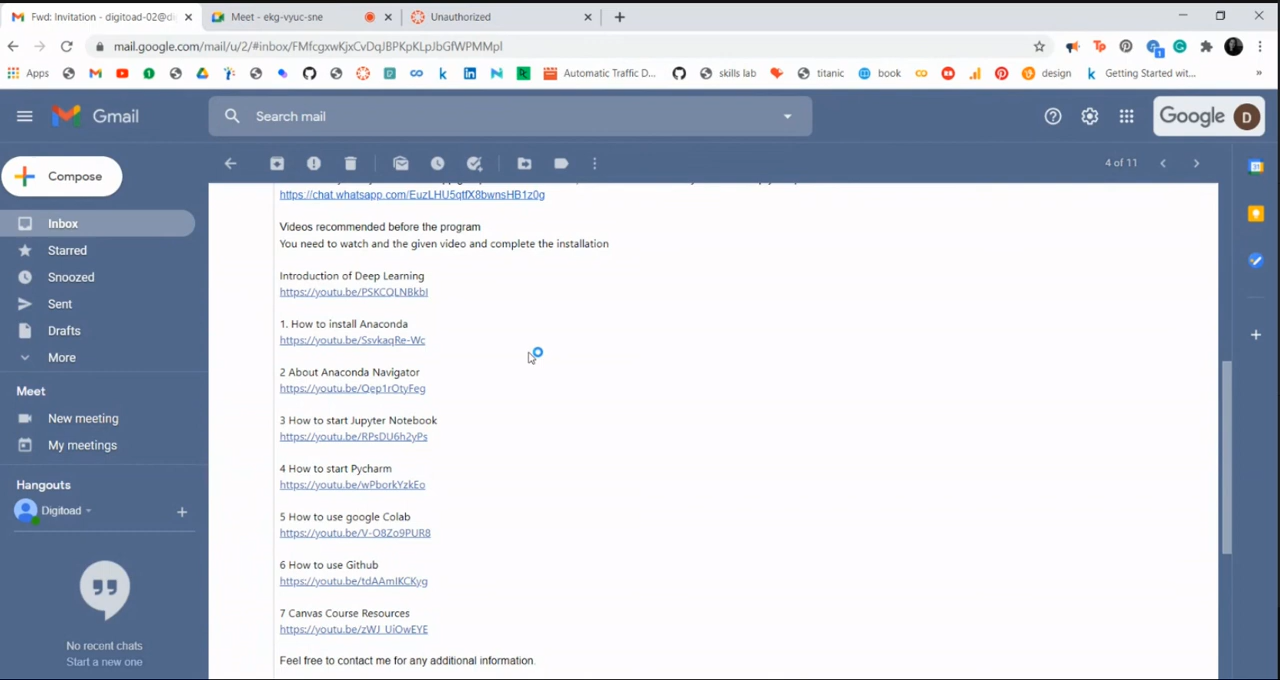 Fwd: Invitation - digitoad-02@di
Meet - ekg-vyuc-sne
Unauthorized
mail.google.com/mail/u/2/#inbox/FMfcgxwKjxCvDqJBPKpKLpJbGfWPMMpl
Apps
Automatic Traffic D...
skills lab
titanic
book
design
Getting Started wit...
»
Gmail
Search mail
Google
D
Compose
4 of 11
Inbox
Starred
Snoozed
Sent
Drafts
More
Meet
New meeting
My meetings
Hangouts
Digitoad
No recent chats
Start a new one
https://chat.whatsapp.com/EuzLHU5qtfX8bwnsHB1z0g
Videos recommended before the program
You need to watch and the given video and complete the installation
Introduction of Deep Learning
https://youtu.be/PSKCQLNBkbI
1. How to install Anaconda
https://youtu.be/SsvkaqRe-Wc
2 About Anaconda Navigator
https://youtu.be/Qep1rOtyFeg
3 How to start Jupyter Notebook
https://youtu.be/RPsDU6h2yPs
4 How to start Pycharm
https://youtu.be/wPborkYzkEo
5 How to use google Colab
https://youtu.be/V-O8Zo9PUR8
6 How to use Github
https://youtu.be/tdAAmIKCKyg
7 Canvas Course Resources
https://youtu.be/zWJ_UiOwEYE
Feel free to contact me for any additional information.